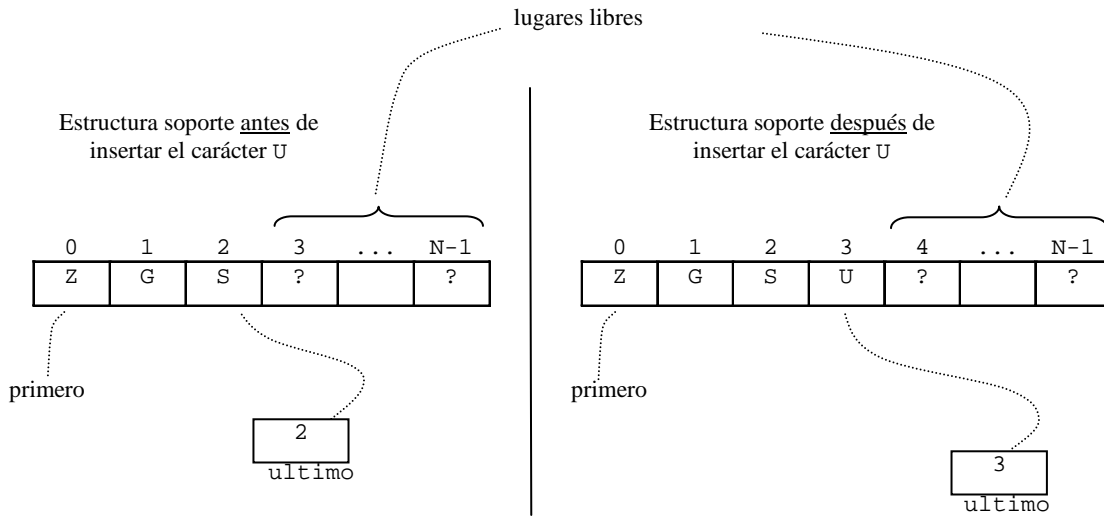 lugares libres
Estructura soporte antes de
insertar el carácter U
0 1 2 3 ... N-1
Z G S ? ?
primero
2
ultimo
Estructura soporte después de
insertar el carácter U
0 1 2 3 4 ... N-1
Z G S U ? ?
primero
3
ultimo